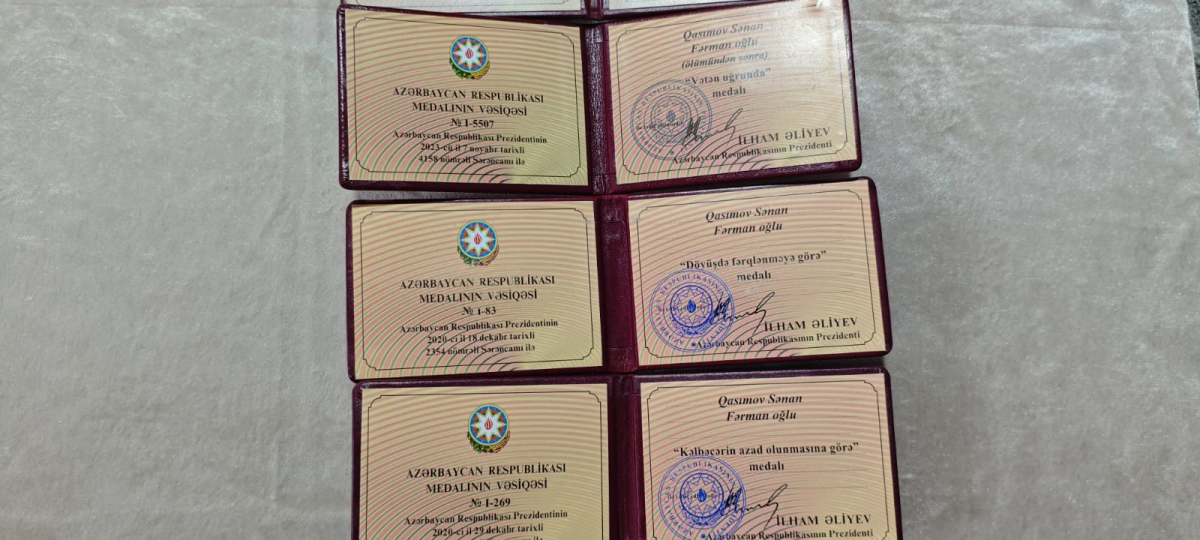 AZƏRBAYCAN RESPUBLİKASI
MEDALININ VƏSİQƏSİ
№ I-5507
Azərbaycan Respublikası Prezidentinin
2023-cü il 7 noyabr tarixli
4158 nömrəli Sərəncamı ilə
Qasımov Sənan
Fərman oğlu
(ölümündən sonra)
“Vətən uğrunda”
medalı
İLHAM ƏLİYEV
Azərbaycan Respublikasının Prezidenti
AZƏRBAYCAN RESPUBLİKASI
MEDALININ VƏSİQƏSİ
№ I-83
Azərbaycan Respublikası Prezidentinin
2020-ci il 18 dekabr tarixli
2354 nömrəli Sərəncamı ilə
Qasımov Sənan
Fərman oğlu
“Döyüşdə fərqlənməyə görə”
medalı
İLHAM ƏLİYEV
Azərbaycan Respublikasının Prezidenti
AZƏRBAYCAN RESPUBLİKASI
MEDALININ VƏSİQƏSİ
№ I-269
Azərbaycan Respublikası Prezidentinin
2020-ci il 29 dekabr tarixli
ilə
Qasımov Sənan
Fərman oğlu
“Kəlbəcərin azad olunmasına görə”
medalı
İLHAM ƏLİYEV
Azərbaycan Respublikasının Prezidenti